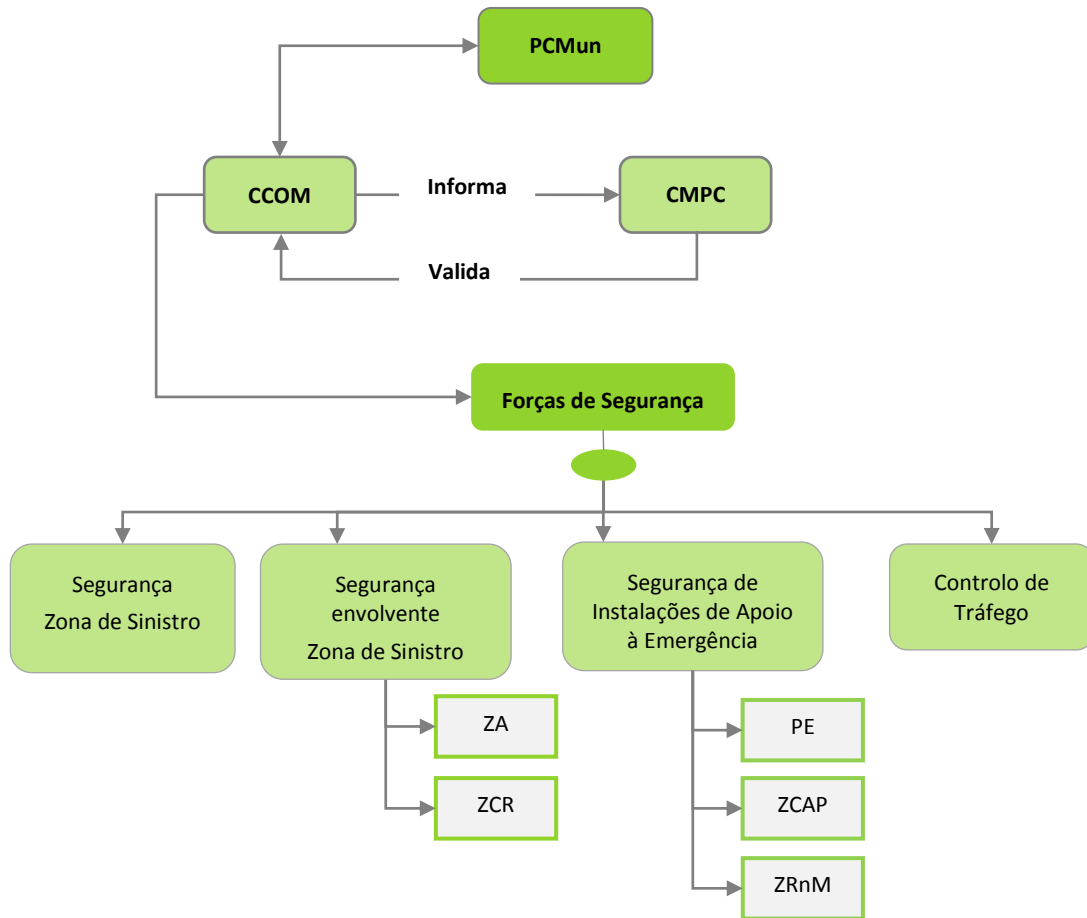 PCMun
CCOM
Informa
CMPC
Valida
Forças de Segurança
Segurança
Zona de Sinistro
Segurança
envolvente
Zona de Sinistro
Segurança de
Instalações de Apoio
à Emergência
Controlo de
Tráfego
ZA
ZCR
PE
ZCAP
ZRnM